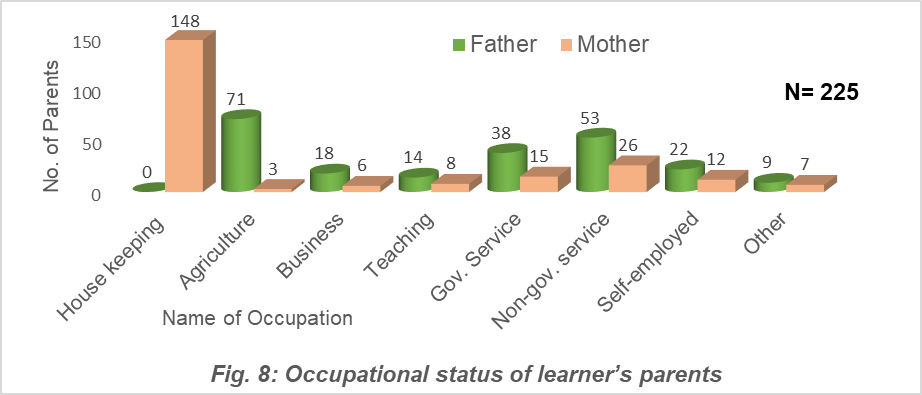 148
150
Father Mother
No. of Parents
100
71
N= 225
50
0
3
18
6
14
8
38
15
53
26
22
12
9
7
0
House keeping
Agriculture
Business
Teaching
Gov. Service
Non-gov. service
Self-employed
Other
Name of Occupation
Fig. 8: Occupational status of learner’s parents